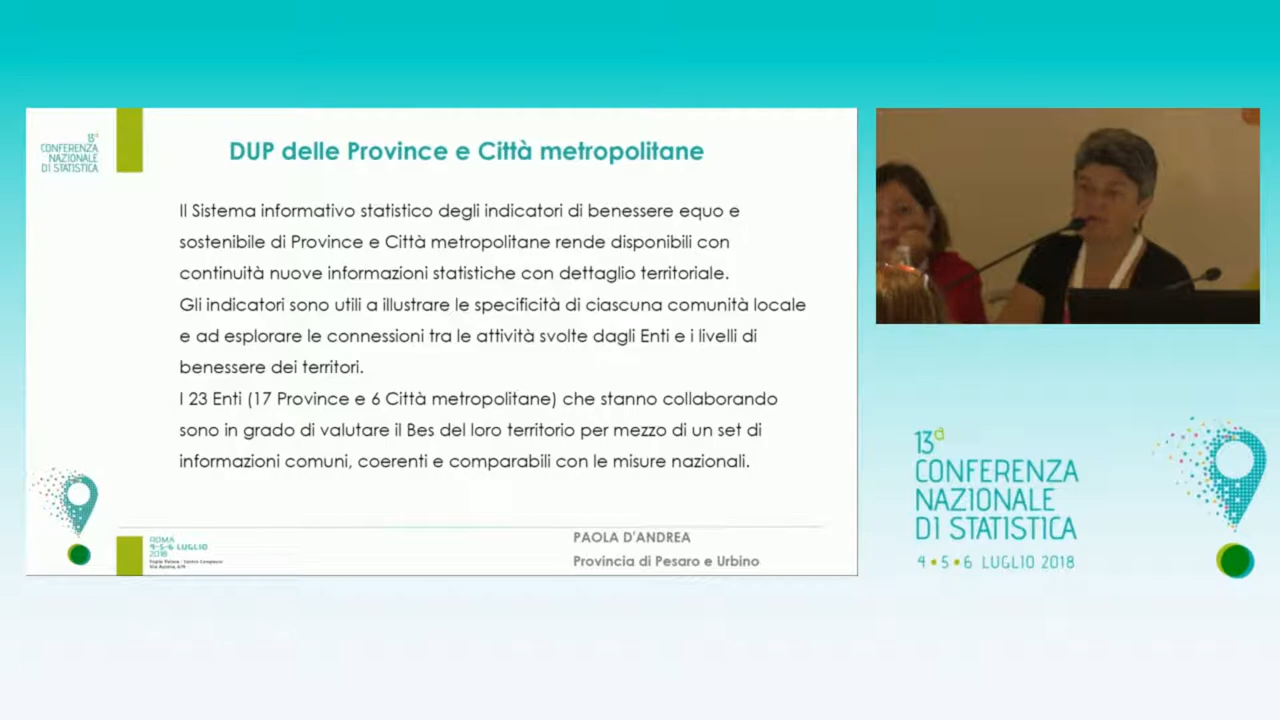 13a
CONFERENZA
NAZIONALE
DI STATISTICA
DUP delle Province e Città metropolitane
Il Sistema informativo statistico degli indicatori di benessere equo e
sostenibile di Province e Città metropolitane rende disponibili con
continuità nuove informazioni statistiche con dettaglio territoriale.
Gli indicatori sono utili a illustrare le specificità di ciascuna comunità locale
e ad esplorare le connessioni tra le attività svolte dagli Enti e i livelli di
benessere dei territori.
I 23 Enti (17 Province e 6 Città metropolitane) che stanno collaborando
sono in grado di valutare il Bes del loro territorio per mezzo di un set di
informazioni comuni, coerenti e comparabili con le misure nazionali.
ROMA
4-5-6 LUGLIO
2018
PAOLA D'ANDREA
Provincia di Pesaro e Urbino
13a
CONFERENZA
NAZIONALE
DI STATISTICA
4 • 5 • 6 LUGLIO 2018